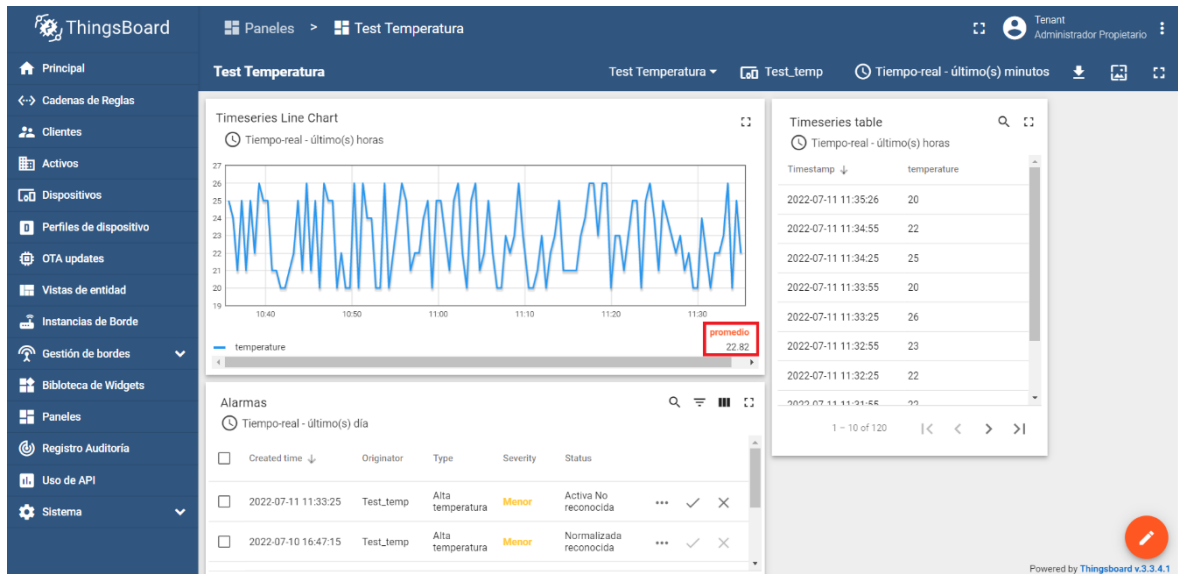 ThingsBoard
Paneles > Test Temperatura
Tenant
Administrador Propietario
Principal
Cadenas de Reglas
Clientes
Activos
Dispositivos
Perfiles de dispositivo
OTA updates
Vistas de entidad
Instancias de Borde
Gestión de bordes
Biblioteca de Widgets
Paneles
Registro Auditoría
Uso de API
Sistema
Test Temperatura
Test Temperatura
Test_temp
Tiempo-real - último(s) minutos
Timeseries Line Chart
Tiempo-real - último(s) horas
27
26
25
24
23
22
21
20
19
10:40 10:50 11:00 11:10 11:20 11:30
promedio
temperature 22.82
Timeseries table
Tiempo-real - último(s) horas
Timestamp temperature
2022-07-11 11:35:26 20
2022-07-11 11:34:55 22
2022-07-11 11:34:25 25
2022-07-11 11:33:55 20
2022-07-11 11:33:25 26
2022-07-11 11:32:55 23
2022-07-11 11:32:25 22
2022-07-11 11:31:55 22
1 – 10 of 120
Alarmas
Tiempo-real - último(s) día
Created time Originator Type Severity Status
2022-07-11 11:33:25 Test_temp Alta temperatura Menor Activa No reconocida
2022-07-10 16:47:15 Test_temp Alta temperatura Menor Normalizada reconocida
Powered by Thingsboard v.3.3.4.1